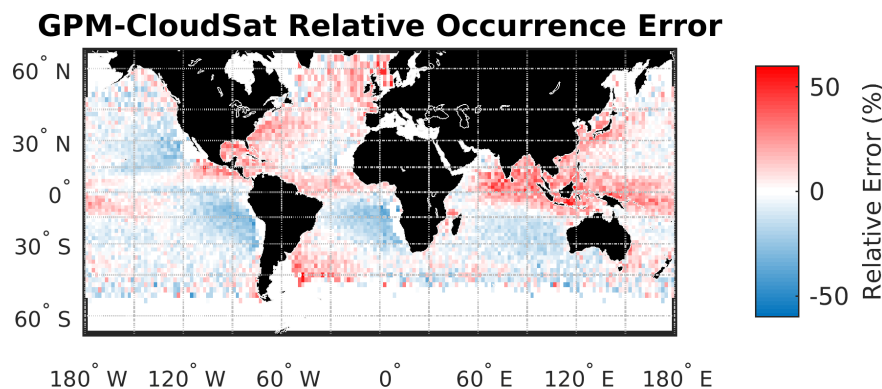 GPM-CloudSat Relative Occurrence Error
60° N
30° N
0°
30° S
60° S
180° W 120° W 60° W 0° 60° E 120° E 180° E
50
0
-50
Relative Error (%)